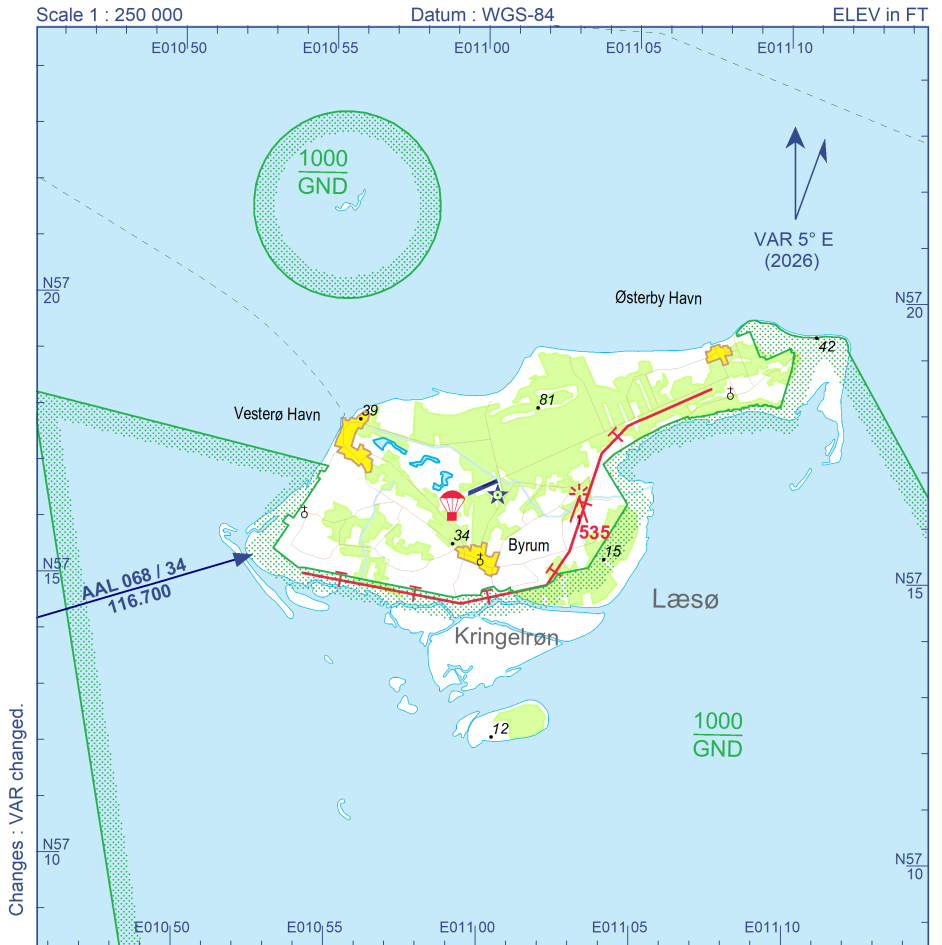 Scale 1 : 250 000
Datum : WGS-84
ELEV in FT
E010 50
E010 55
E011 00
E011 05
E011 10
1000
GND
VAR 5° E
(2026)
N57
20
N57
20
Østerby Havn
42
81
39
Vesterø Havn
34
535
Byrum
15
N57
15
N57
15
AAL 068 / 34
116.700
Læsø
Kringelrøn
12
1000
GND
N57
10
N57
10
Changes : VAR changed.
E010 50
E010 55
E011 00
E011 05
E011 10